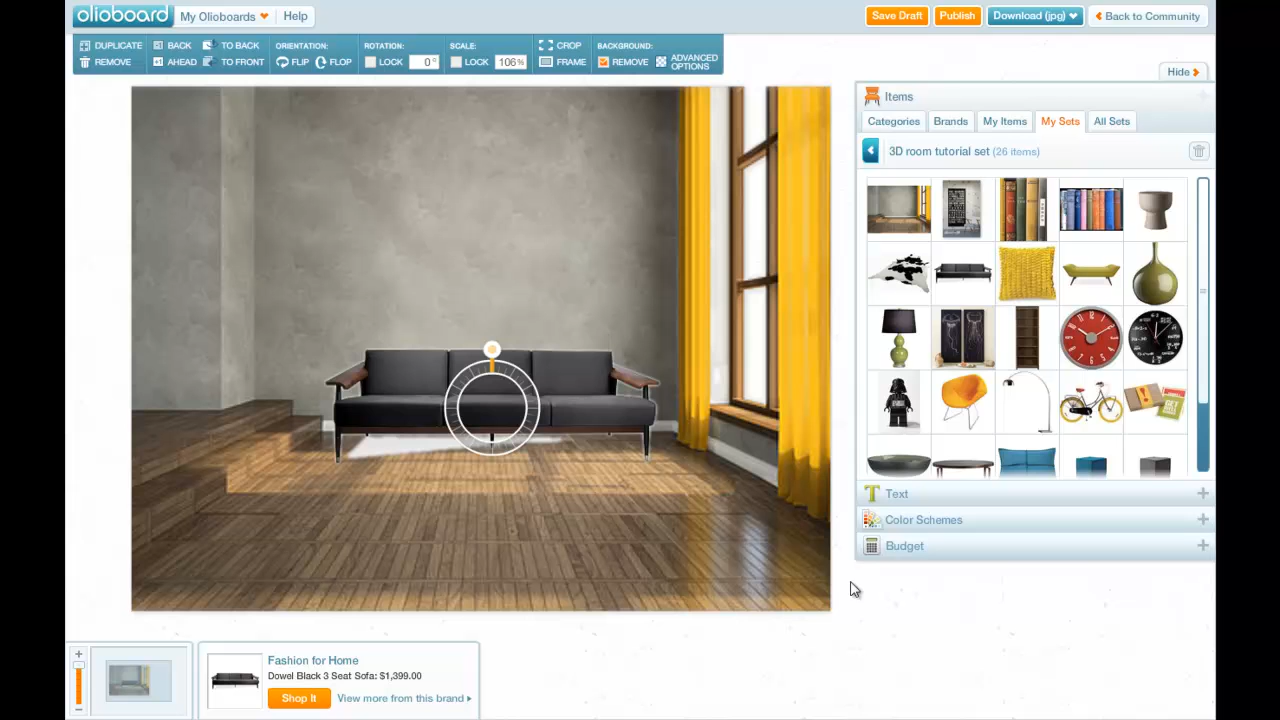 olioboard My Olioboards Help Save Draft Publish Download (jpg) Back to Community
DUPLICATE BACK TO BACK ORIENTATION: ROTATION: SCALE: CROP BACKGROUND: ADVANCED OPTIONS
REMOVE AHEAD TO FRONT FLIP FLOP LOCK 0° LOCK 106% FRAME REMOVE
Hide
Items
Categories Brands My Items My Sets All Sets
3D room tutorial set (26 items)
Text
Color Schemes
Budget
Fashion for Home
Dowel Black 3 Seat Sofa: $1,399.00
Shop It View more from this brand